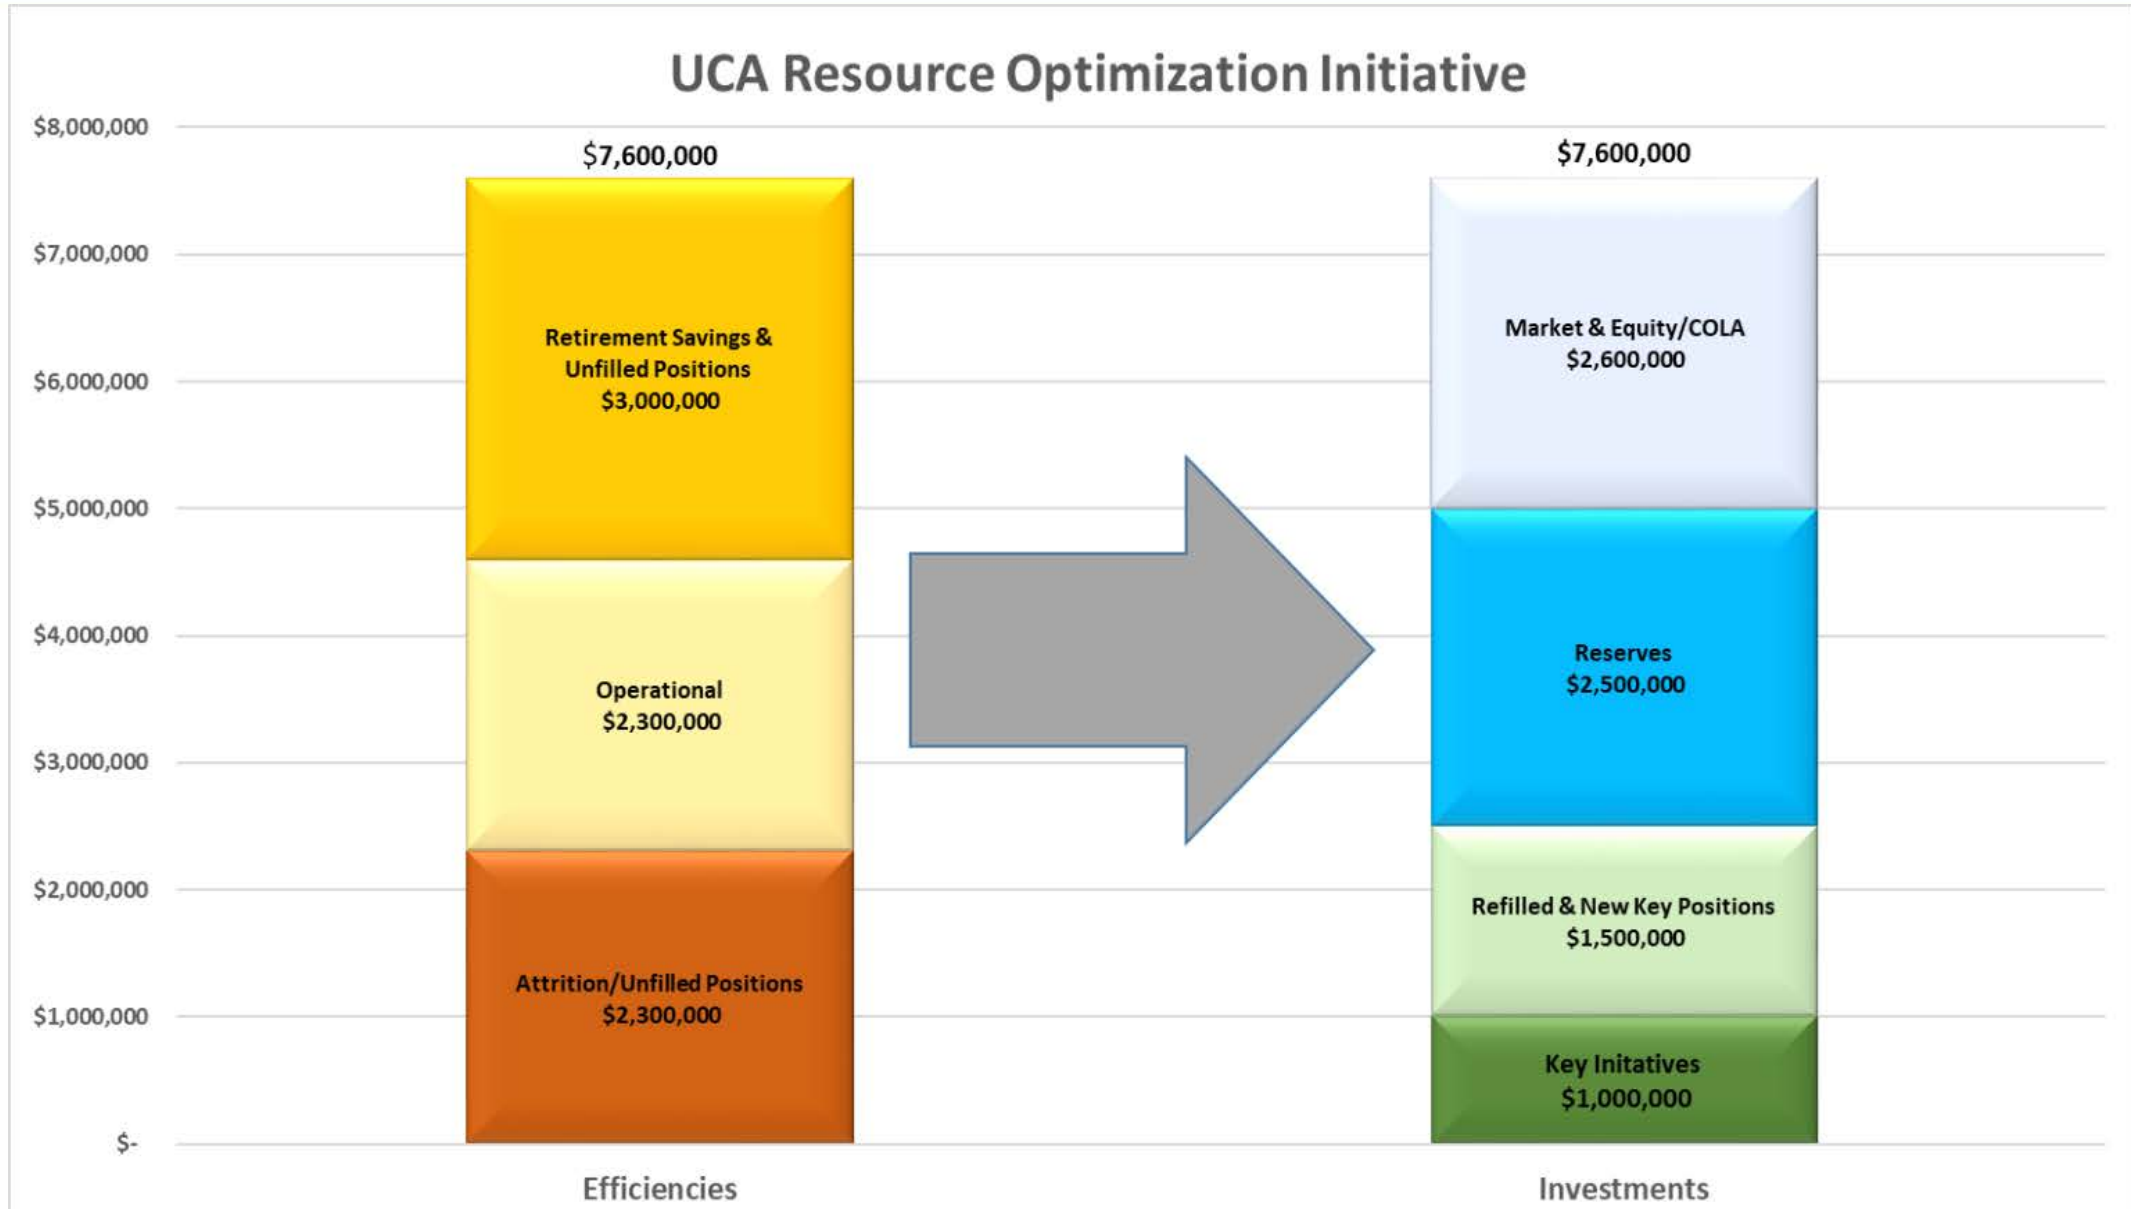 UCA Resource Optimization Initiative
$8,000,000
$7,000,000
$6,000,000
$5,000,000
$4,000,000
$3,000,000
$2,000,000
$1,000,000
$-
$7,600,000
Retirement Savings &
Unfilled Positions
$3,000,000
Operational
$2,300,000
Attrition/Unfilled Positions
$2,300,000
Efficiencies
$7,600,000
Market & Equity/COLA
$2,600,000
Reserves
$2,500,000
Refilled & New Key Positions
$1,500,000
Key Initatives
$1,000,000
Investments